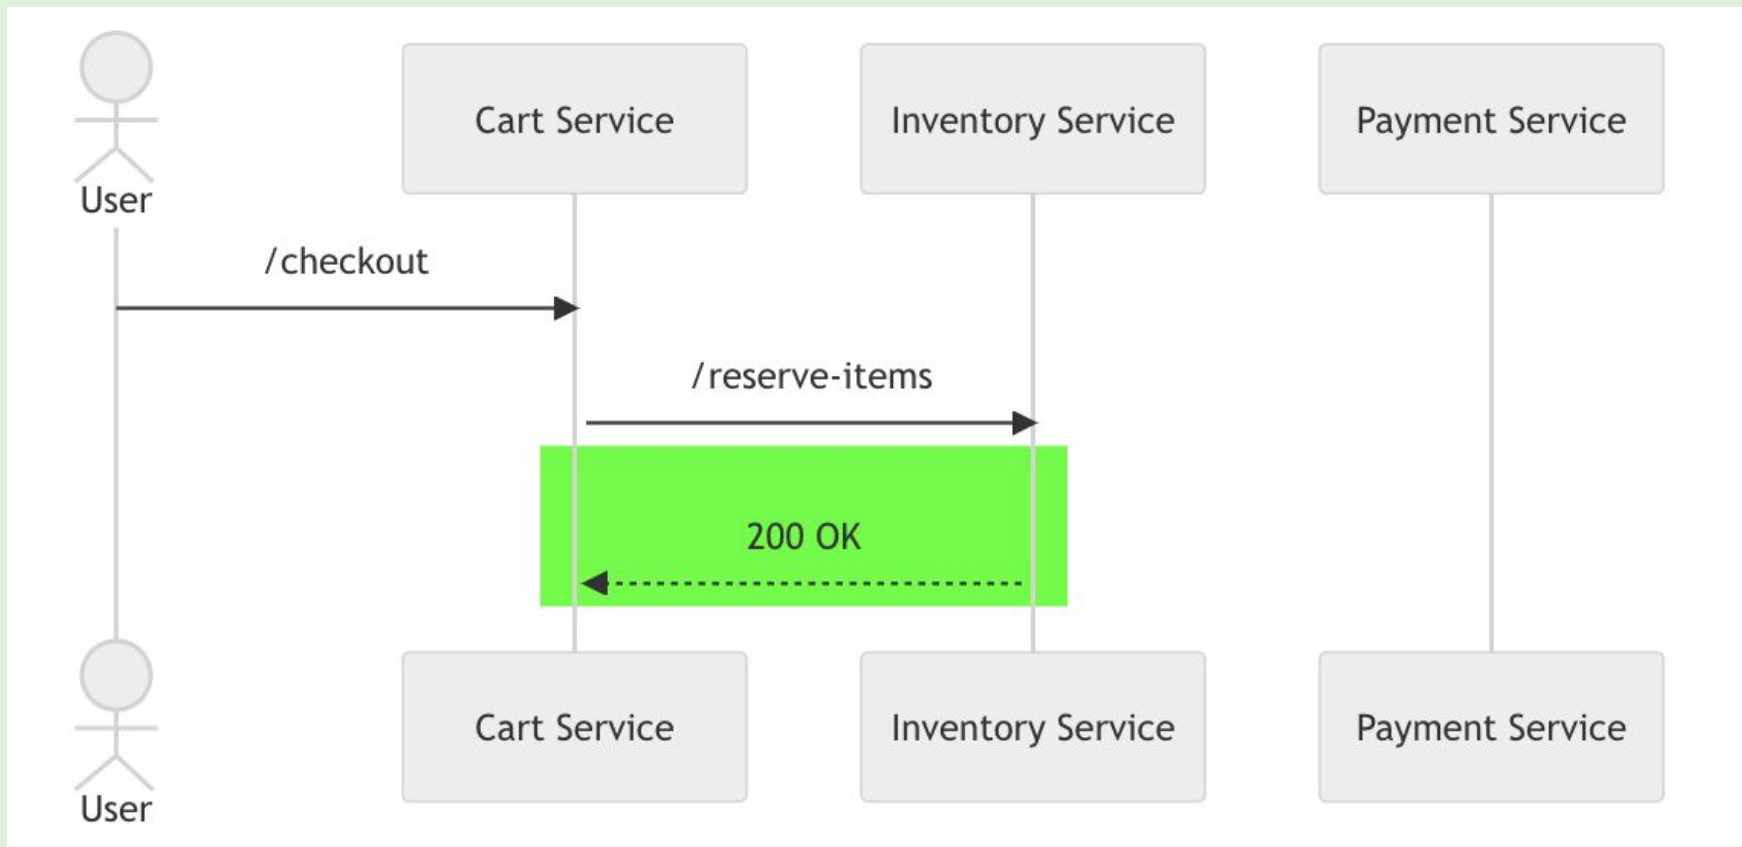 Cart Service
Inventory Service
Payment Service
User
/checkout
/reserve-items
200 OK
Cart Service
Inventory Service
Payment Service
User